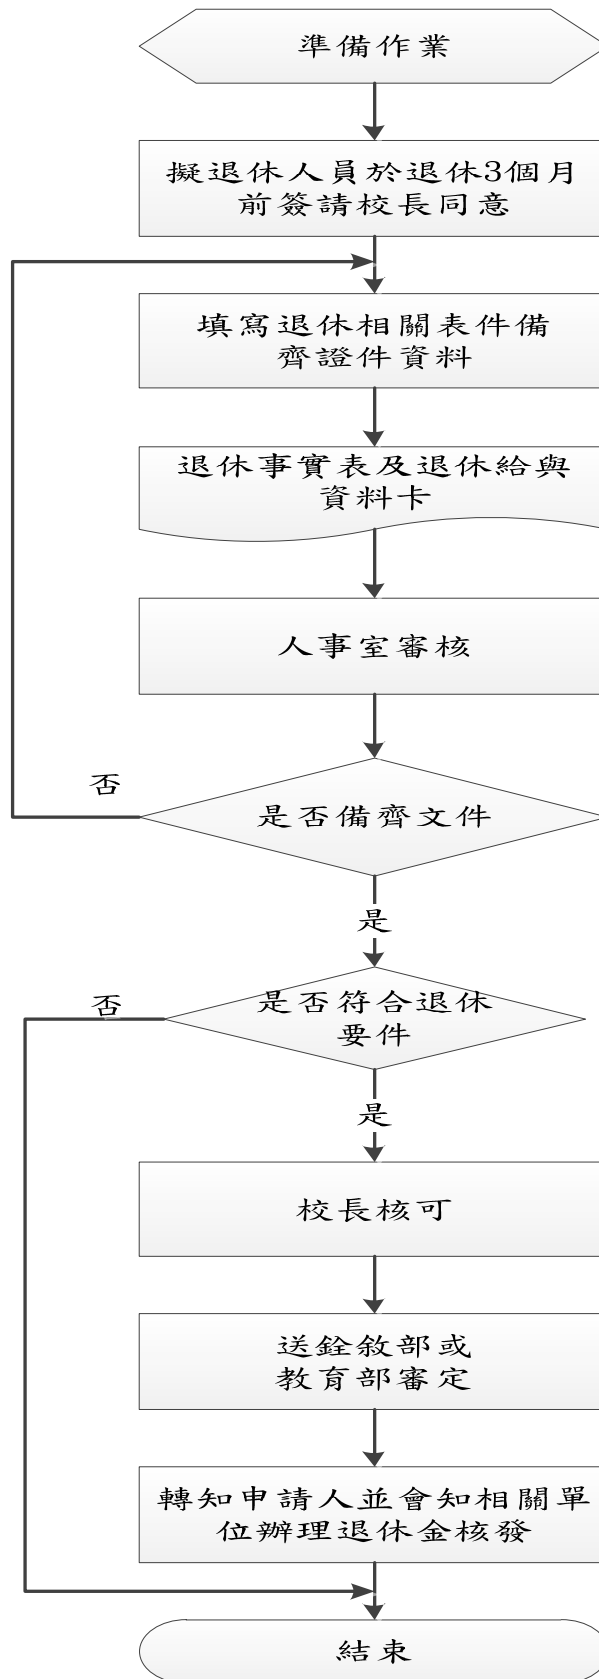 準備作業
擬退休人員於退休3個月
前簽請校長同意
填寫退休相關表件備
齊證件資料
退休事實表及退休給與
資料卡
人事室審核
否
是否備齊文件
是
否
是否符合退休
要件
是
校長核可
送銓敘部或
教育部審定
轉知申請人並會知相關單
位辦理退休金核發
結束